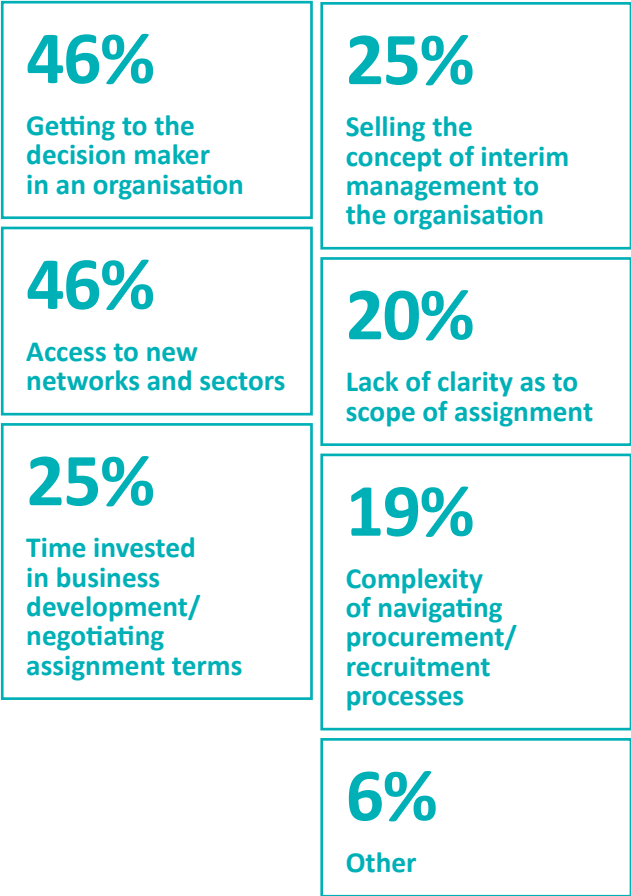 46%
Getting to the
decision maker
in an organisation
46%
Access to new
networks and sectors
25%
Time invested
in business
development/
negotiating
assignment terms
25%
Selling the
concept of interim
management to
the organisation
20%
Lack of clarity as to
scope of assignment
19%
Complexity
of navigating
procurement/
recruitment
processes
6%
Other